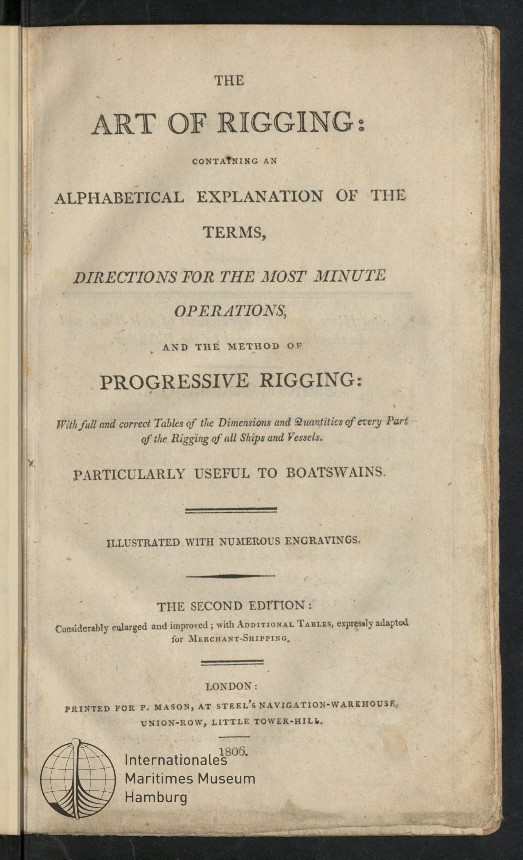 THE
ART OF RIGGING:
CONTAINING AN
ALPHABETICAL EXPLANATION OF THE
TERMS,
DIRECTIONS FOR THE MOST MINUTE
OPERATIONS,
AND THE METHOD OF
PROGRESSIVE RIGGING:
With full and correct Tables of the Dimensions and Quantities of every Part
of the Rigging of all Ships and Vessels.
PARTICULARLY USEFUL TO BOATSWAINS.
ILLUSTRATED WITH NUMEROUS ENGRAVINGS.
THE SECOND EDITION:
Considerably enlarged and improved; with ADDITIONAL TABLES, expressly adapted
for MERCHANT-SHIPPING.
LONDON:
PRINTED FOR P. MASON, AT STEEL'S NAVIGATION-WAREHOUSE,
UNION-ROW, LITTLE TOWER-HILL.
1806.
Internationales
Maritimes Museum
Hamburg